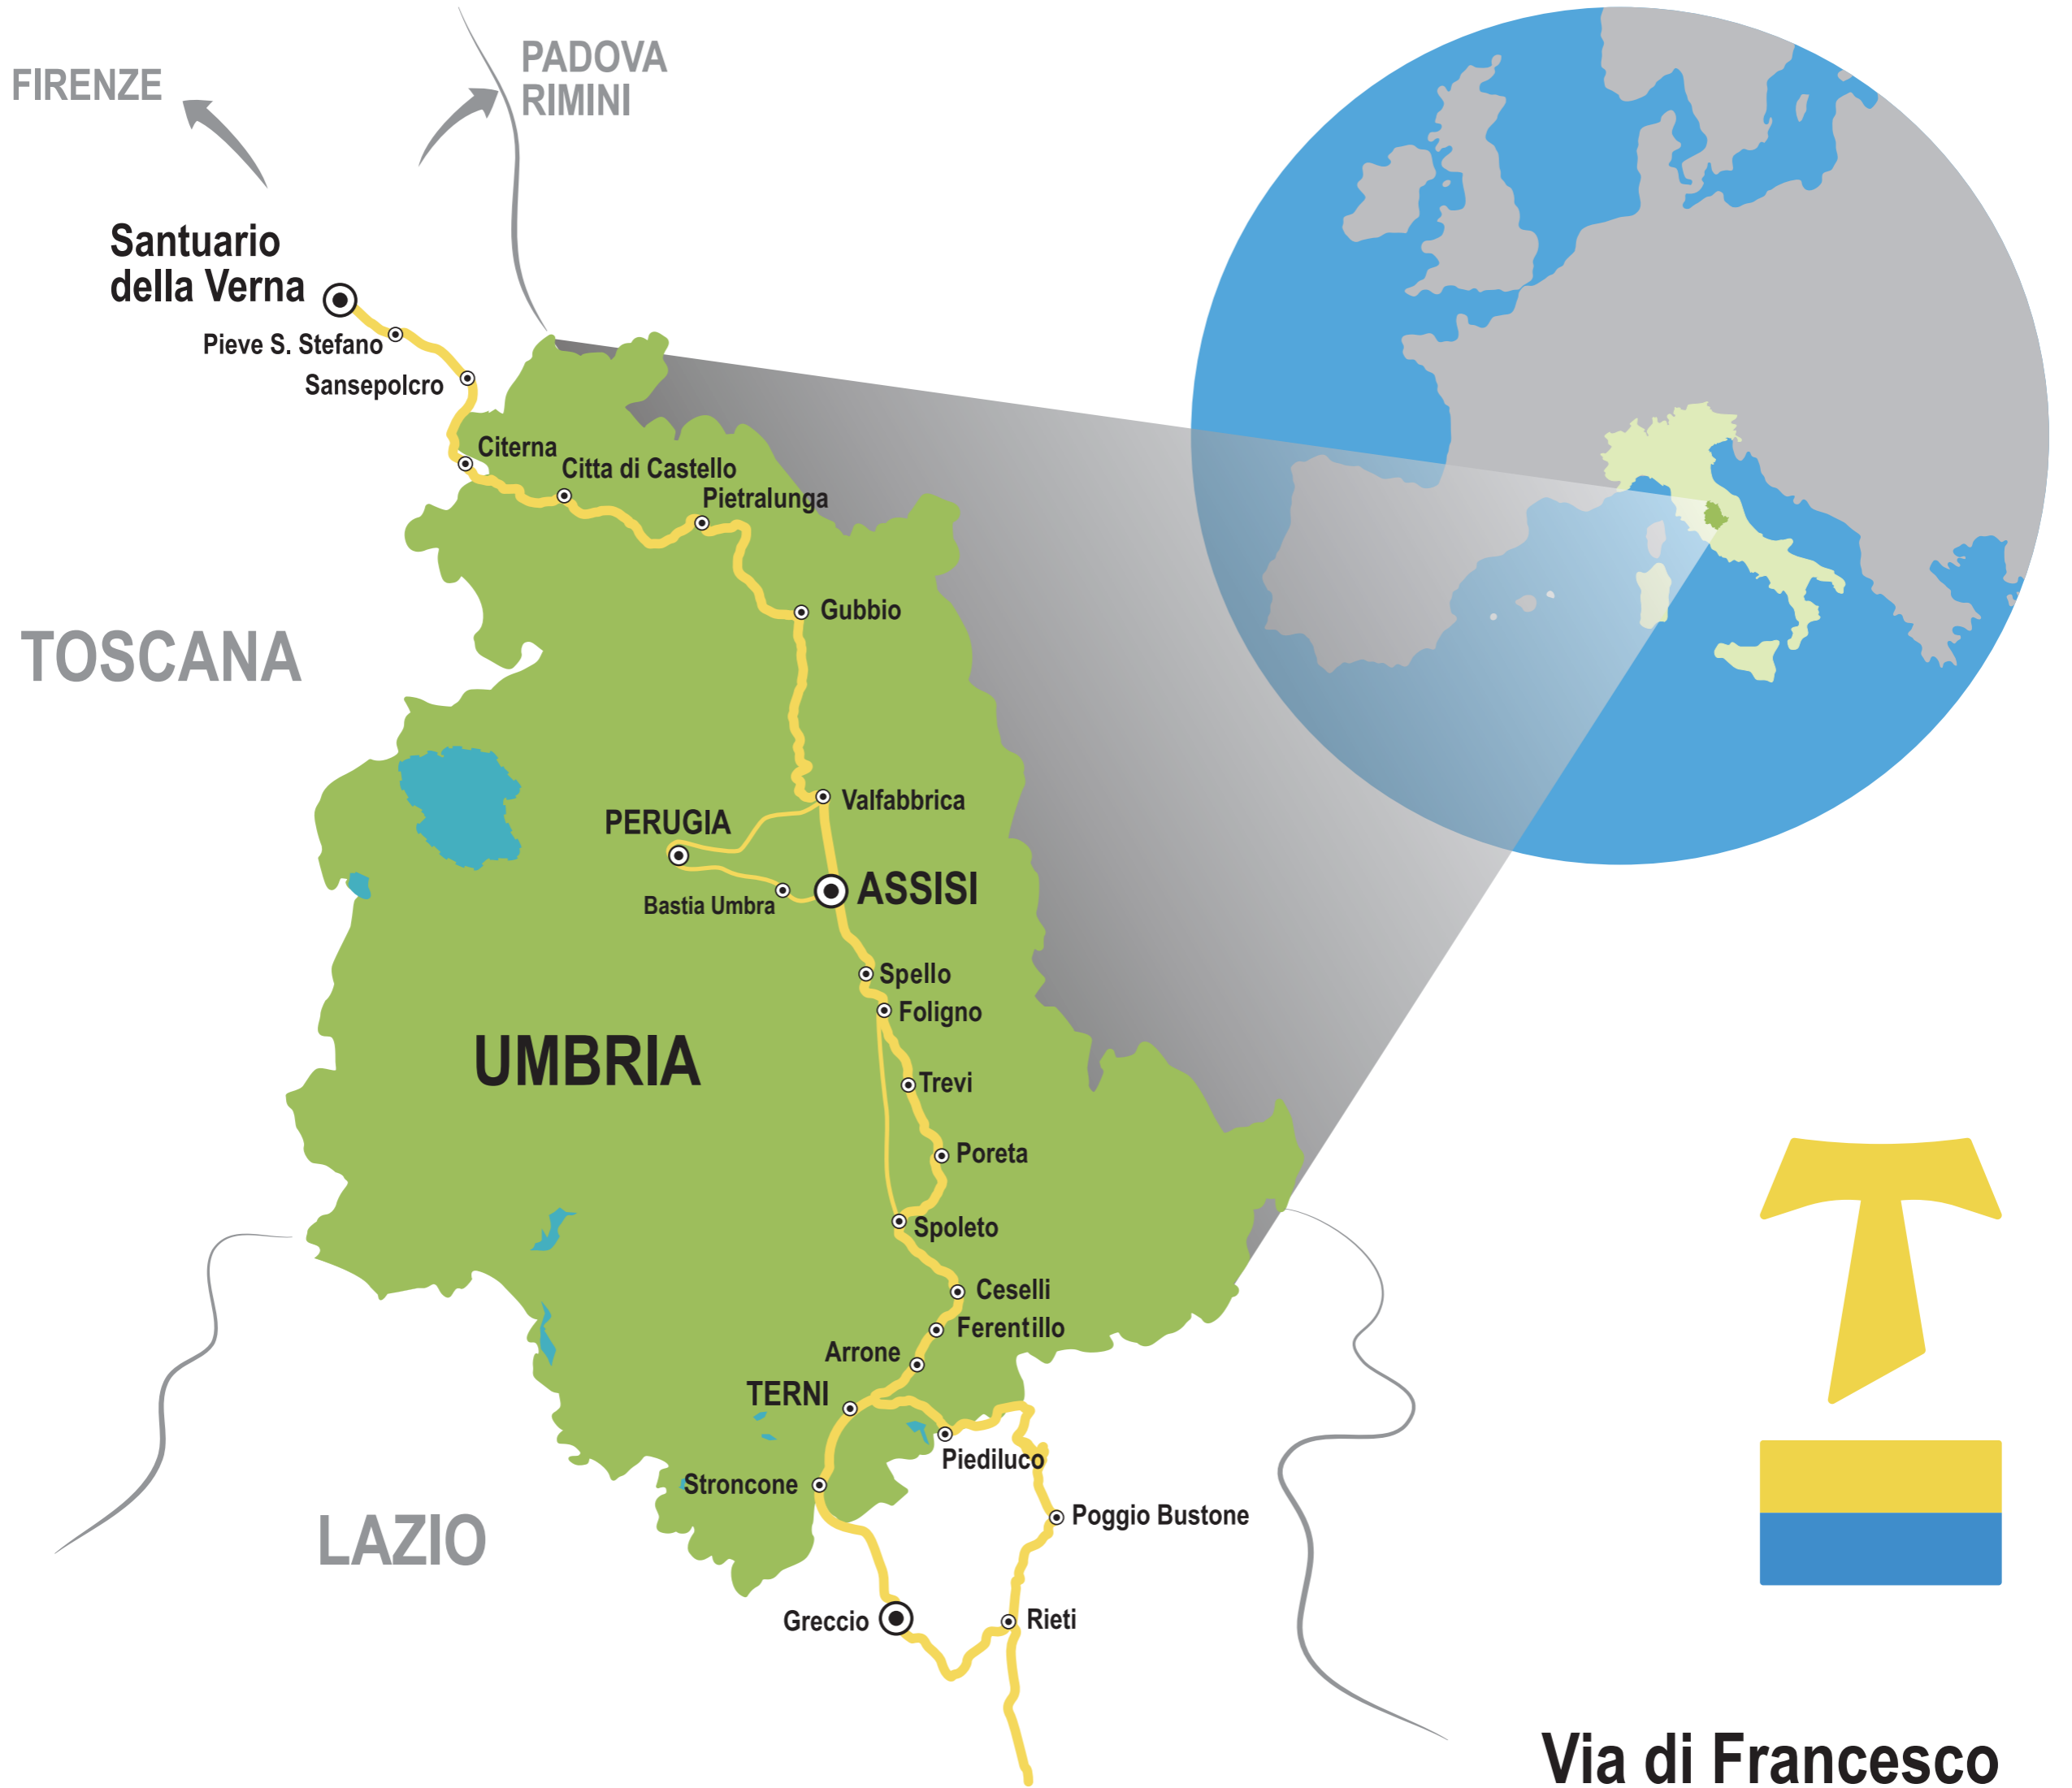 FIRENZE
PADOVA
RIMINI
Santuario
della Verna
Pieve S. Stefano
Sansepolcro
Citerna
Citta di Castello
Pietralunga
Gubbio
TOSCANA
Valfabbrica
PERUGIA
ASSISI
Bastia Umbra
Spello
Foligno
UMBRIA
Trevi
Poreta
Spoleto
Ceselli
Ferentillo
Arrone
TERNI
Piediluco
Stroncone
Poggio Bustone
LAZIO
Greccio
Rieti
Via di Francesco